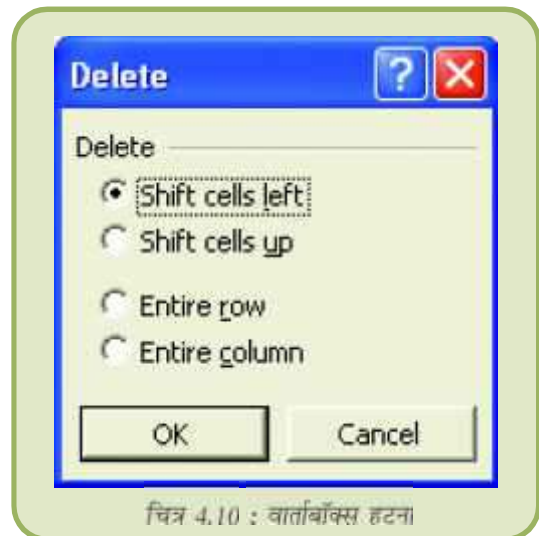 Delete
Delete
Shift cells left
Shift cells up
Entire row
Entire column
OK Cancel
चित्र 4.10 : वार्ताबॉक्स हटना